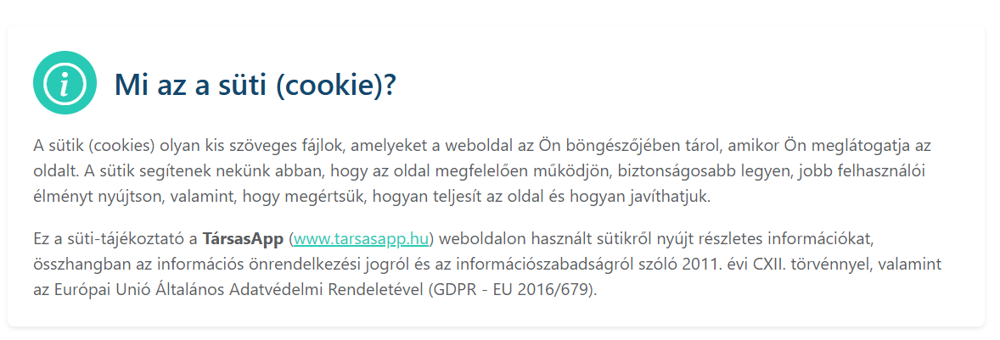 i
Mi az a süti (cookie)?
A sütik (cookies) olyan kis szöveges fájlok, amelyeket a weboldal az Ön böngészőjében tárol, amikor Ön meglátogatja az
oldalt. A sütik segítenek nekünk abban, hogy az oldal megfelelően működjön, biztonságosabb legyen, jobb felhasználói
élményt nyújtson, valamint, hogy megértsük, hogyan teljesít az oldal és hogyan javíthatjuk.
Ez a süti-tájékoztató a TársasApp (www.tarsasapp.hu) weboldalon használt sütikről nyújt részletes információkat,
összhangban az információs önrendelkezési jogról és az információszabadságról szóló 2011. évi CXII. törvénnyel, valamint
az Európai Unió Általános Adatvédelmi Rendeletével (GDPR - EU 2016/679).